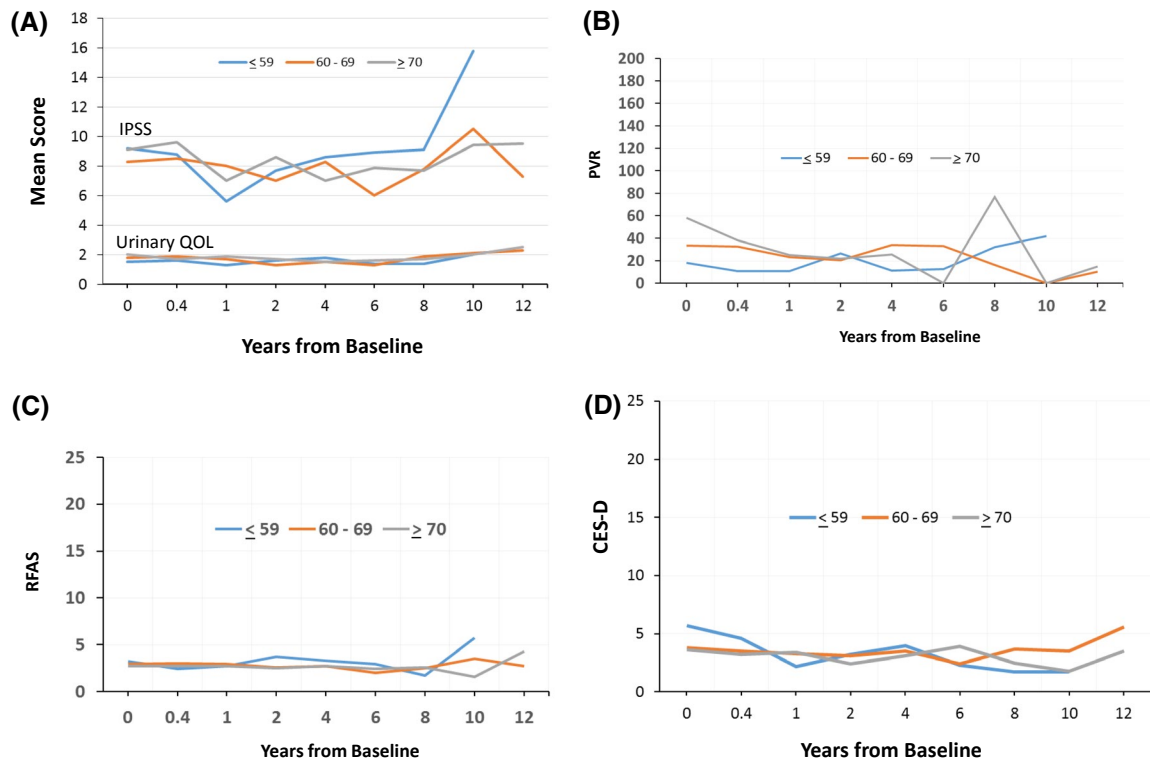 (A)
18
16
14
12
10
8
6
4
2
0
Mean Score
≤ 59 60 - 69 ≥ 70
IPSS
Urinary QOL
0 0.4 1 2 4 6 8 10 12
Years from Baseline
(B)
200
180
160
140
120
100
80
60
40
20
0
PVR
≤ 59 60 - 69 ≥ 70
0 0.4 1 2 4 6 8 10 12
Years from Baseline
(C)
25
20
15
10
5
0
RFAS
≤ 59 60 - 69 ≥ 70
0 0.4 1 2 4 6 8 10 12
Years from Baseline
(D)
25
20
15
10
5
0
CES-D
≤ 59 60 - 69 ≥ 70
0 0.4 1 2 4 6 8 10 12
Years from Baseline